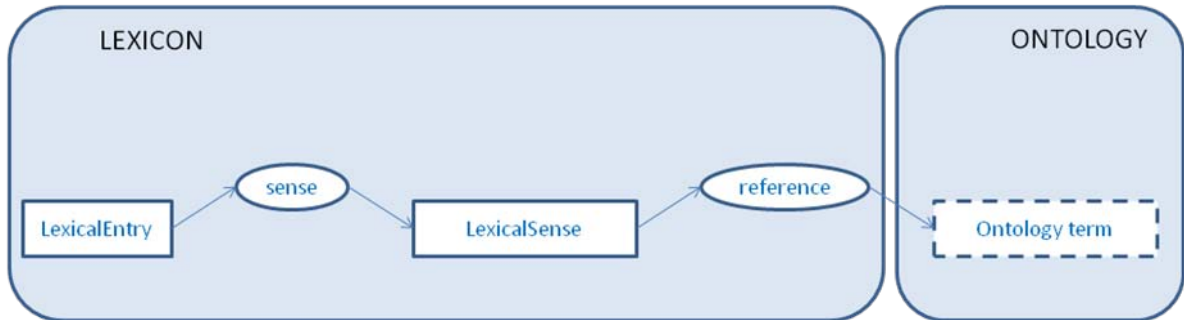 LEXICON
ONTOLOGY
sense
reference
LexicalEntry
LexicalSense
Ontology term